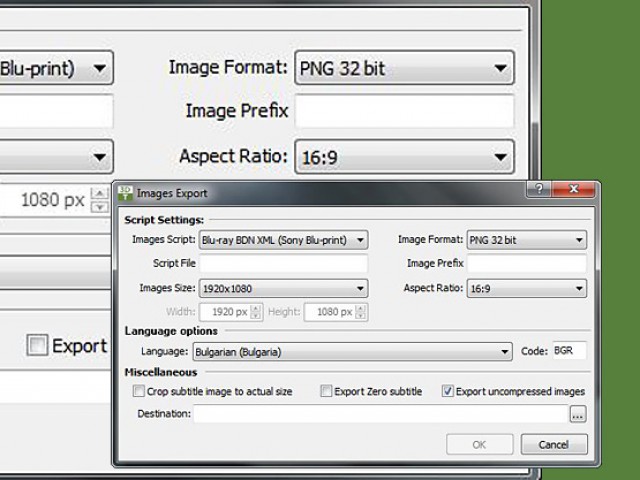 Blu-print)
Image Format: PNG 32 bit
Image Prefix
Aspect Ratio: 16:9
1080 px
Export
Images Export
Script Settings:
Images Script: Blu-ray BDN XML (Sony Blu-print) Image Format: PNG 32 bit
Script File Image Prefix
Images Size: 1920x1080 Aspect Ratio: 16:9
Width: 1920 px Height: 1080 px
Language options
Language: Bulgarian (Bulgaria) Code: BGR
Miscellaneous
Crop subtitle image to actual size Export Zero subtitle Export uncompressed images
Destination: ...
OK Cancel